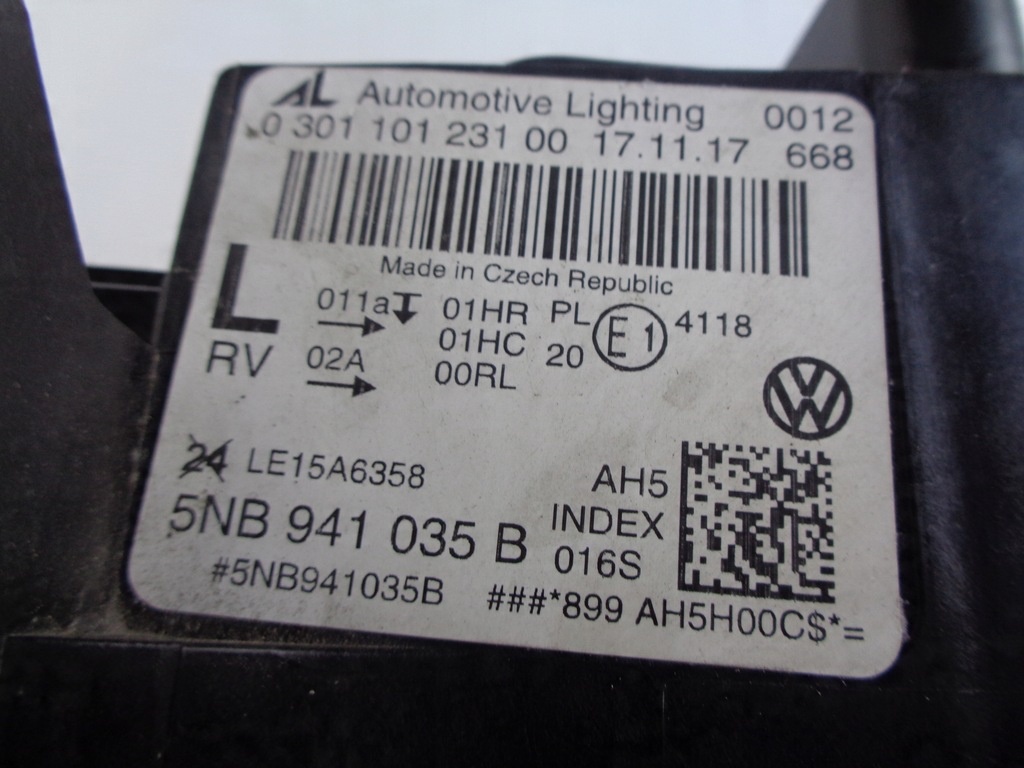 AL Automotive Lighting 0012
0 301 101 231 00 17.11.17 668
Made in Czech Republic
L 011a 01HR PL E1 4118
01HC 20
RV 02A 00RL
VW
24 LE15A6358 AH5
5NB 941 035 B INDEX
016S
#5NB941035B ###*899 AH5H00C$*=